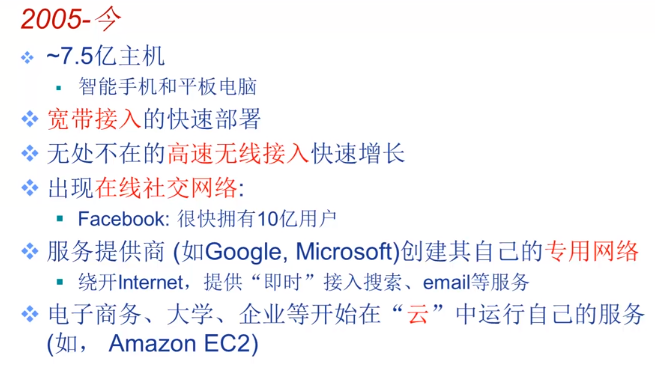 2005-今
~7.5亿主机
智能手机和平板电脑
宽带接入的快速部署
无处不在的高速无线接入快速增长
出现在线社交网络:
Facebook: 很快拥有10亿用户
服务提供商 (如Google, Microsoft)创建其自己的专用网络
绕开Internet，提供“即时”接入搜索、email等服务
电子商务、大学、企业等开始在“云”中运行自己的服务
(如， Amazon EC2)